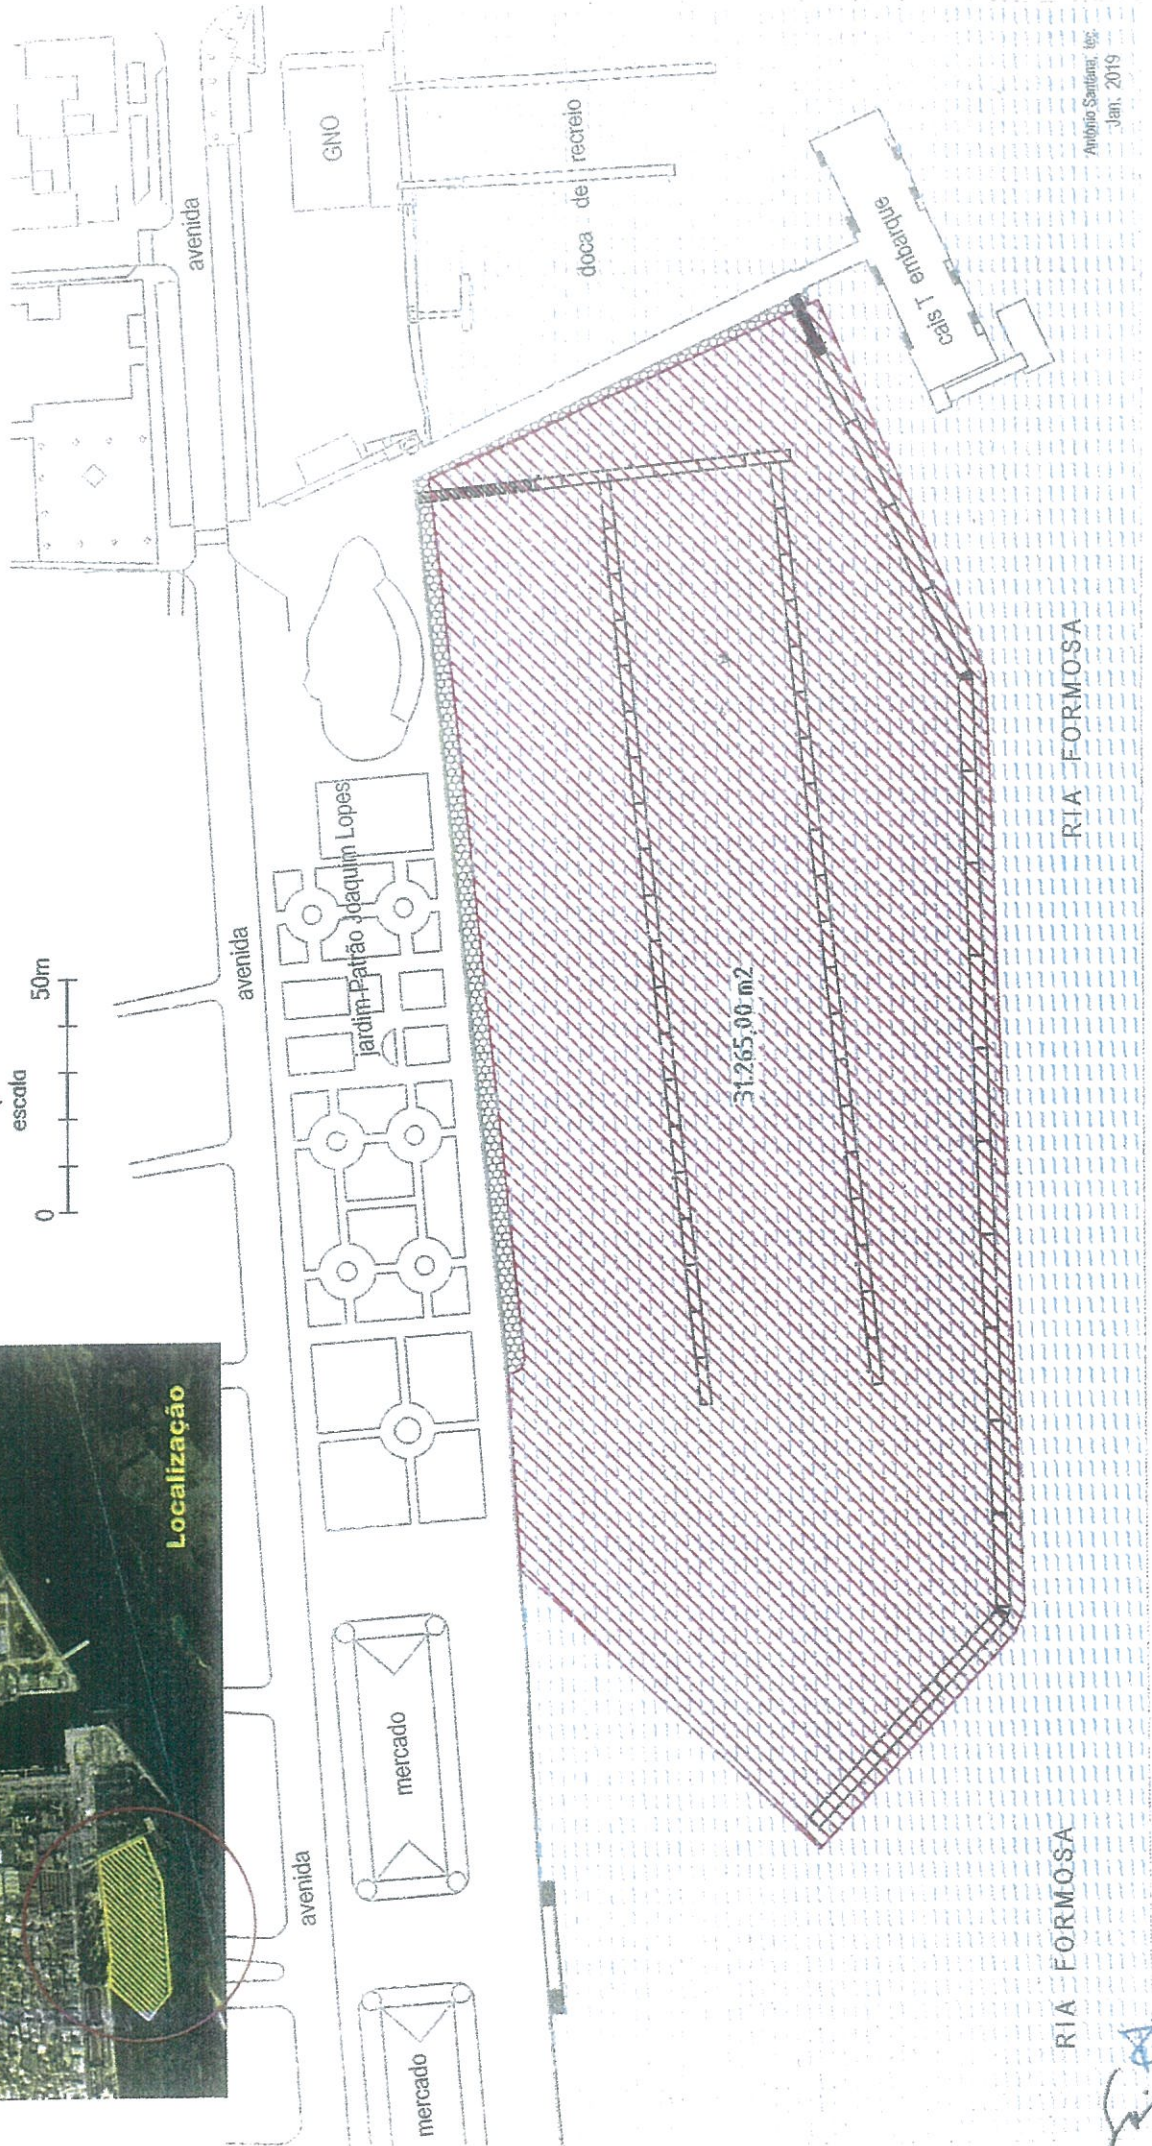 escala
0 50m
Localização
avenida
avenida
avenida
GNO
doca de recreio
jardim Patrão Joaquim Lopes
cais T embarque
mercado
mercado
31.265,00 m2
RIA FORMOSA
RIA FORMOSA
António Santana, tec.
Jan. 2019